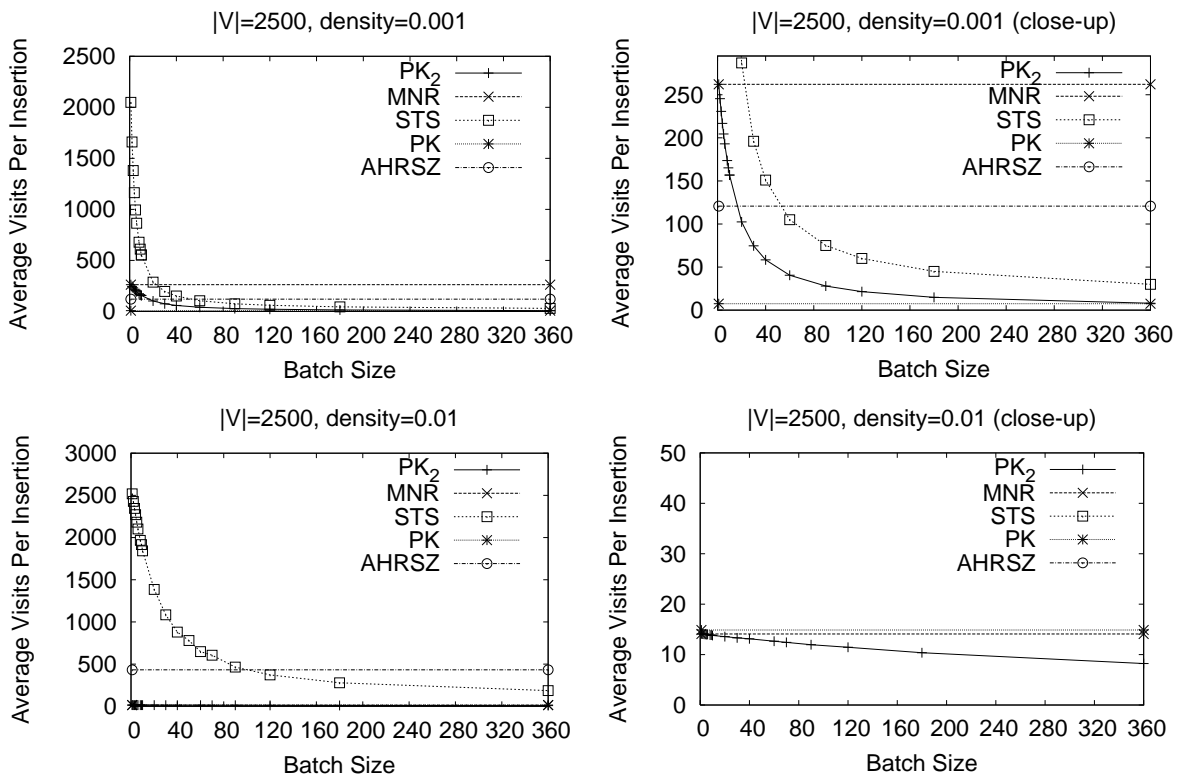 |V|=2500, density=0.001
Average Visits Per Insertion
2500
2000
1500
1000
500
0
PK2
MNR
STS
PK
AHRSZ
0 40 80 120 160 200 240 280 320 360
Batch Size
|V|=2500, density=0.001 (close-up)
Average Visits Per Insertion
250
200
150
100
50
0
PK2
MNR
STS
PK
AHRSZ
0 40 80 120 160 200 240 280 320 360
Batch Size
|V|=2500, density=0.01
Average Visits Per Insertion
3000
2500
2000
1500
1000
500
0
PK2
MNR
STS
PK
AHRSZ
0 40 80 120 160 200 240 280 320 360
Batch Size
|V|=2500, density=0.01 (close-up)
Average Visits Per Insertion
50
40
30
20
10
0
PK2
MNR
STS
PK
AHRSZ
0 40 80 120 160 200 240 280 320 360
Batch Size